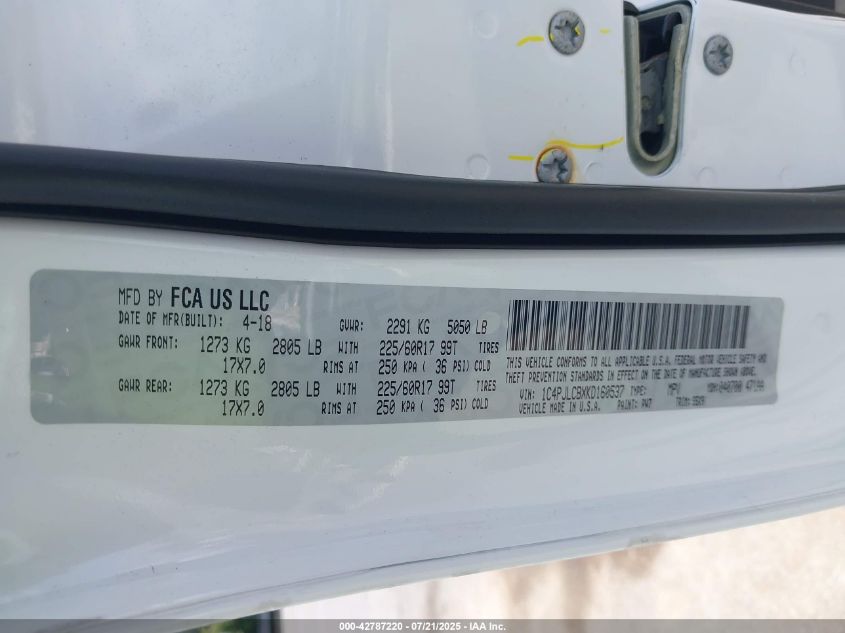 MFD BY FCA US LLC
DATE OF MFR(BUILT): 4-18 GVWR: 2291 KG 5050 LB
GAWR FRONT: 1273 KG 2805 LB WITH 225/60R17 99T TIRES
17X7.0 RIMS AT 250 KPA ( 36 PSI) COLD
GAWR REAR: 1273 KG 2805 LB WITH 225/60R17 99T TIRES
17X7.0 RIMS AT 250 KPA ( 36 PSI) COLD
THIS VEHICLE CONFORMS TO ALL APPLICABLE U.S.A. FEDERAL MOTOR VEHICLE SAFETY AND
THEFT PREVENTION STANDARDS IN EFFECT ON THE DATE OF MANUFACTURE SHOWN ABOVE.
VIN: 1C4PJLCBXKD160537 TYPE: MPV MDH:040700 47199
VEHICLE MADE IN U.S.A. PAINT: PW7 TRIM:
000-42787220 - 07/21/2025 - IAA Inc.